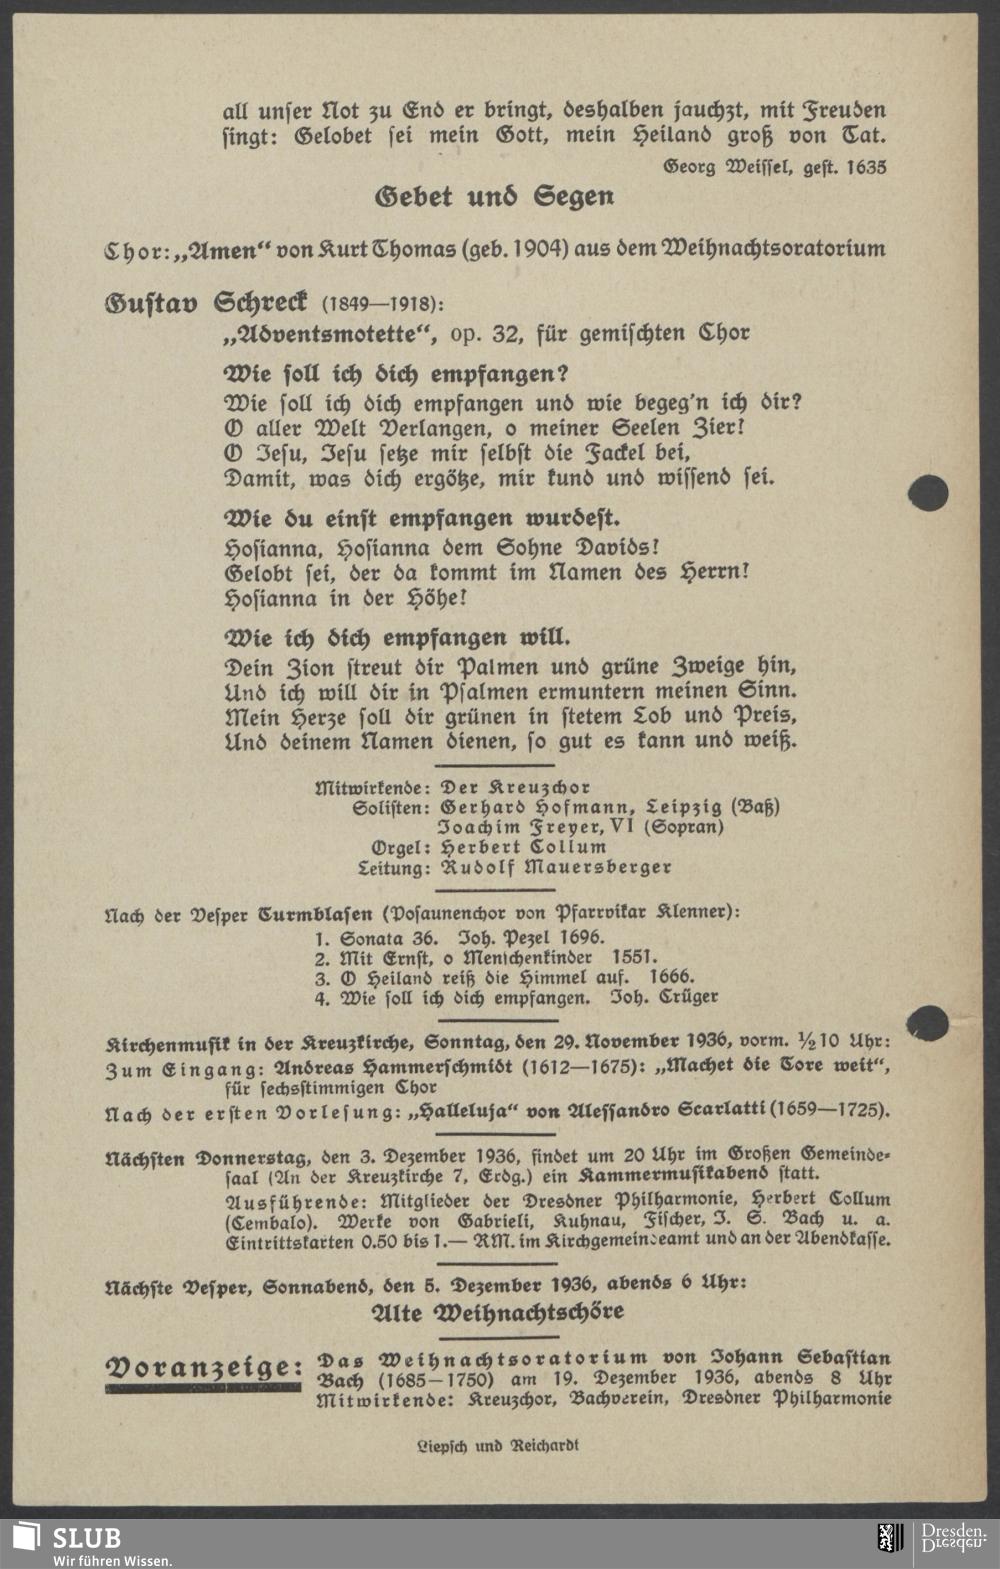 all unser Not zu End er bringt, deshalben jauchzt, mit Freuden
singt: Gelobet sei mein Gott, mein Heiland groß von Tat.
Georg Weissel, gest. 1635
Gebet und Segen
Chor: „Amen“ von Kurt Thomas (geb. 1904) aus dem Weihnachtsoratorium
Gustav Schreck (1849—1918):
„Adventsmotette“, op. 32, für gemischten Chor
Wie soll ich dich empfangen?
Wie soll ich dich empfangen und wie begeg'n ich dir?
O aller Welt Verlangen, o meiner Seelen Zier!
O Jesu, Jesu setze mir selbst die Fackel bei,
Damit, was dich ergötze, mir kund und wissend sei.
Wie du einst empfangen wurdest.
Hosianna, Hosianna dem Sohne Davids!
Gelobt sei, der da kommt im Namen des Herrn!
Hosianna in der Höhe!
Wie ich dich empfangen will.
Dein Zion streut dir Palmen und grüne Zweige hin,
Und ich will dir in Psalmen ermuntern meinen Sinn.
Mein Herze soll dir grünen in stetem Lob und Preis,
Und deinem Namen dienen, so gut es kann und weiß.
Mitwirkende: Der Kreuzchor
Solisten: Gerhard Hofmann, Leipzig (Baß)
Joachim Freyer, VI (Sopran)
Orgel: Herbert Collum
Leitung: Rudolf Mauersberger
Nach der Vesper Turmblasen (Posaunenchor von Pfarrvikar Klenner):
1. Sonata 36. Joh. Pezel 1696.
2. Mit Ernst, o Menschenkinder 1551.
3. O Heiland reiß die Himmel auf. 1666.
4. Wie soll ich dich empfangen. Joh. Crüger
Kirchenmusik in der Kreuzkirche, Sonntag, den 29. November 1936, vorm. ½10 Uhr:
Zum Eingang: Andreas Hammerschmidt (1612—1675): „Machet die Tore weit“,
für sechsstimmigen Chor
Nach der ersten Vorlesung: „Halleluja“ von Alessandro Scarlatti (1659—1725).
Nächsten Donnerstag, den 3. Dezember 1936, findet um 20 Uhr im Großen Gemeinde-
saal (An der Kreuzkirche 7, Erdg.) ein Kammermusikabend statt.
Ausführende: Mitglieder der Dresdner Philharmonie, Herbert Collum
(Cembalo). Werke von Gabrieli, Kuhnau, Fischer, J. S. Bach u. a.
Eintrittskarten 0.50 bis 1.— RM. im Kirchgemeindeamt und an der Abendkasse.
Nächste Vesper, Sonnabend, den 5. Dezember 1936, abends 6 Uhr:
Alte Weihnachtschöre
Voranzeige: Das Weihnachtsoratorium von Johann Sebastian
Bach (1685—1750) am 19. Dezember 1936, abends 8 Uhr
Mitwirkende: Kreuzchor, Bachverein, Dresdner Philharmonie
Liepsch und Reichardt
SLUB
Wir führen Wissen.
Dresden.
Dresden.